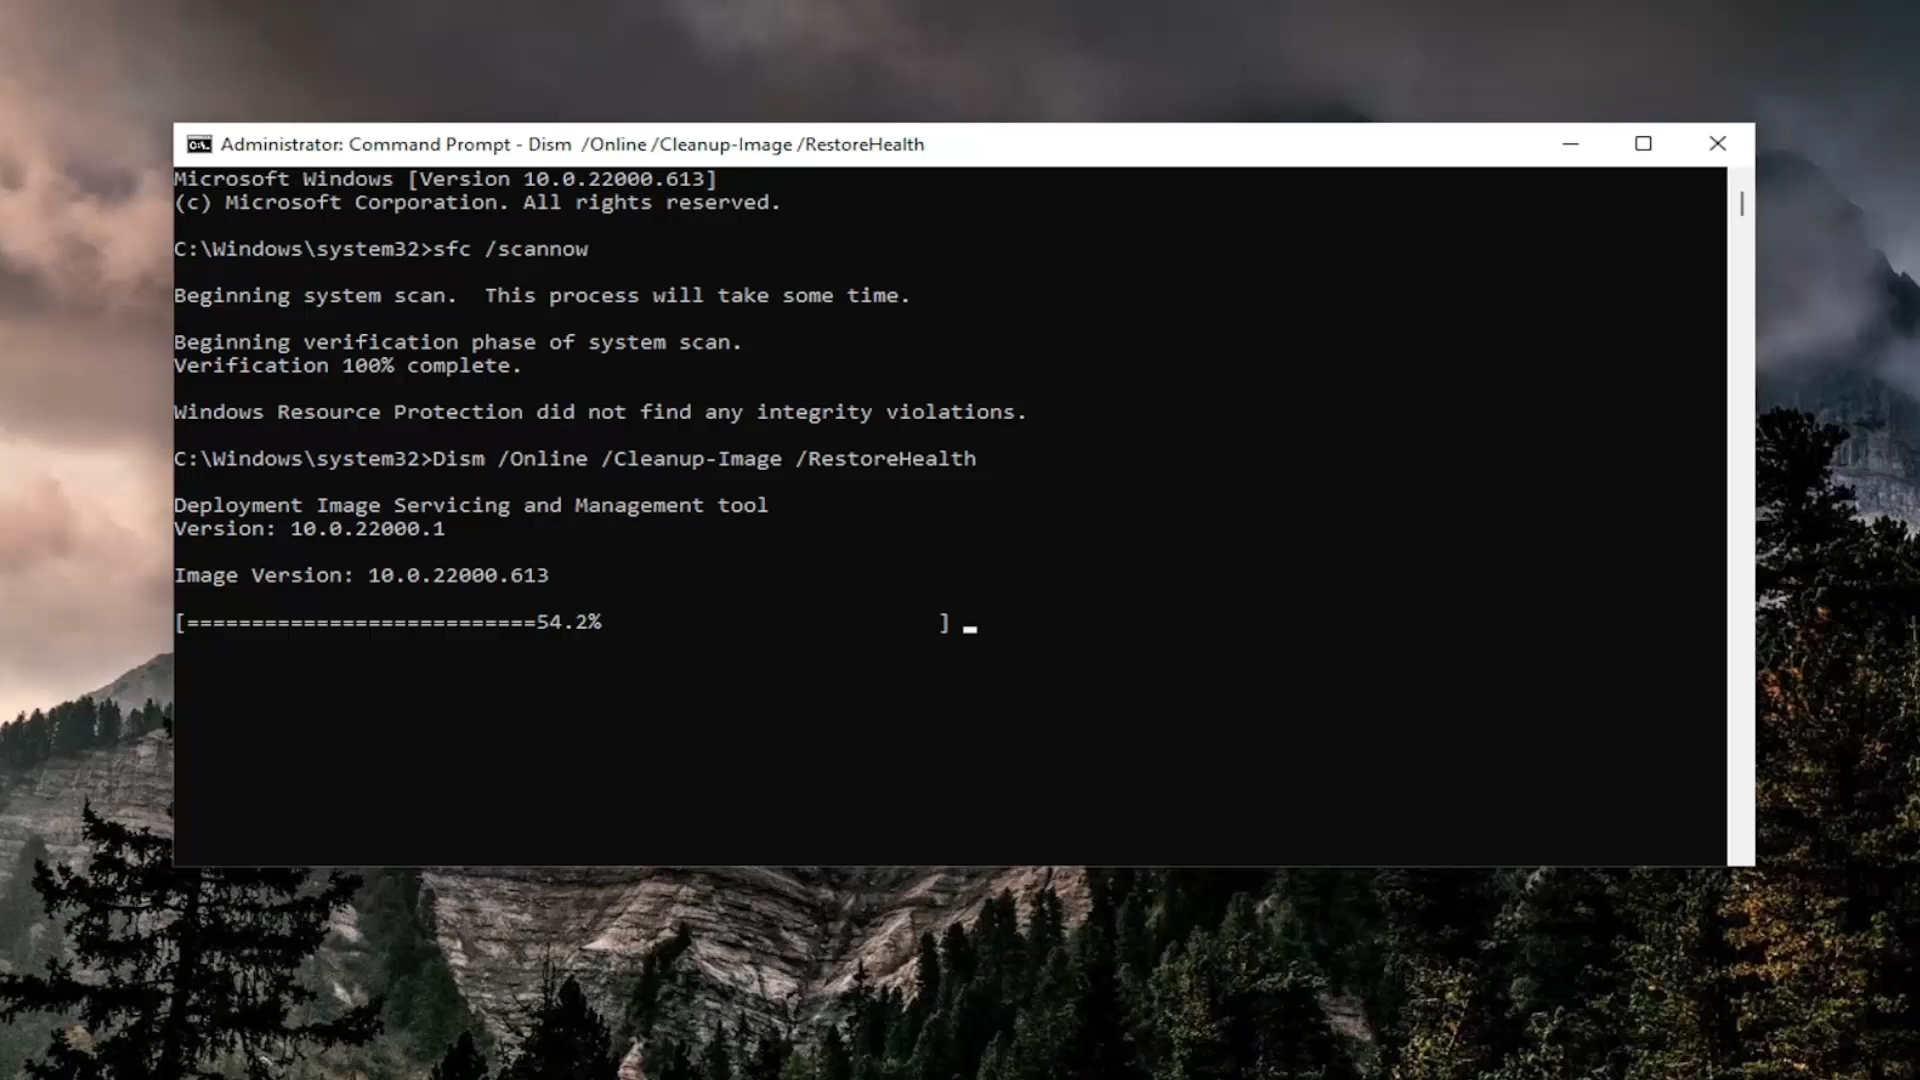 Administrator: Command Prompt - Dism  /Online /Cleanup-Image /RestoreHealth
Microsoft Windows [Version 10.0.22000.613]
(c) Microsoft Corporation. All rights reserved.
C:\Windows\system32>sfc /scannow
Beginning system scan.  This process will take some time.
Beginning verification phase of system scan.
Verification 100% complete.
Windows Resource Protection did not find any integrity violations.
C:\Windows\system32>Dism /Online /Cleanup-Image /RestoreHealth
Deployment Image Servicing and Management tool
Version: 10.0.22000.1
Image Version: 10.0.22000.613
[===========================54.2%                          ]